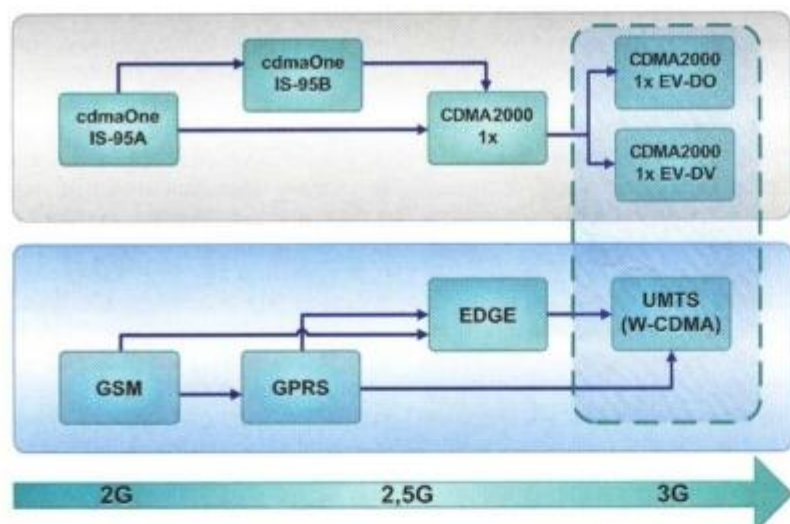 cdmaOne
IS-95B
CDMA2000
1x EV-DO
cdmaOne
IS-95A
CDMA2000
1x
CDMA2000
1x EV-DV
EDGE
UMTS
(W-CDMA)
GSM
GPRS
2G
2,5G
3G